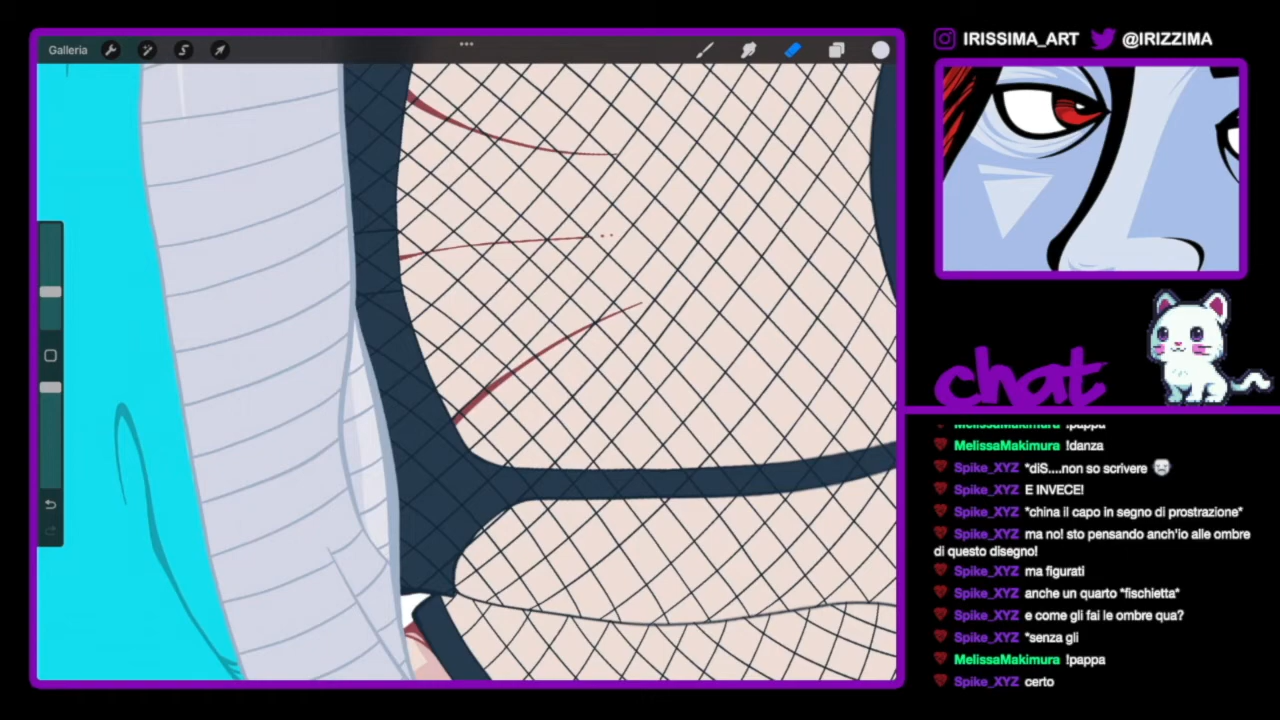 Galleria
IRISSIMA_ART @IRIZZIMA
chat
MelissaMakimura !pappa
MelissaMakimura !danza
Spike_XYZ *diS....non so scrivere
Spike_XYZ E INVECE!
Spike_XYZ *china il capo in segno di prostrazione*
Spike_XYZ ma no! sto pensando anch'io alle ombre
di questo disegno!
Spike_XYZ ma figurati
Spike_XYZ anche un quarto *fischietta*
Spike_XYZ e come gli fai le ombre qua?
Spike_XYZ *senza gli
MelissaMakimura !pappa
Spike_XYZ certo